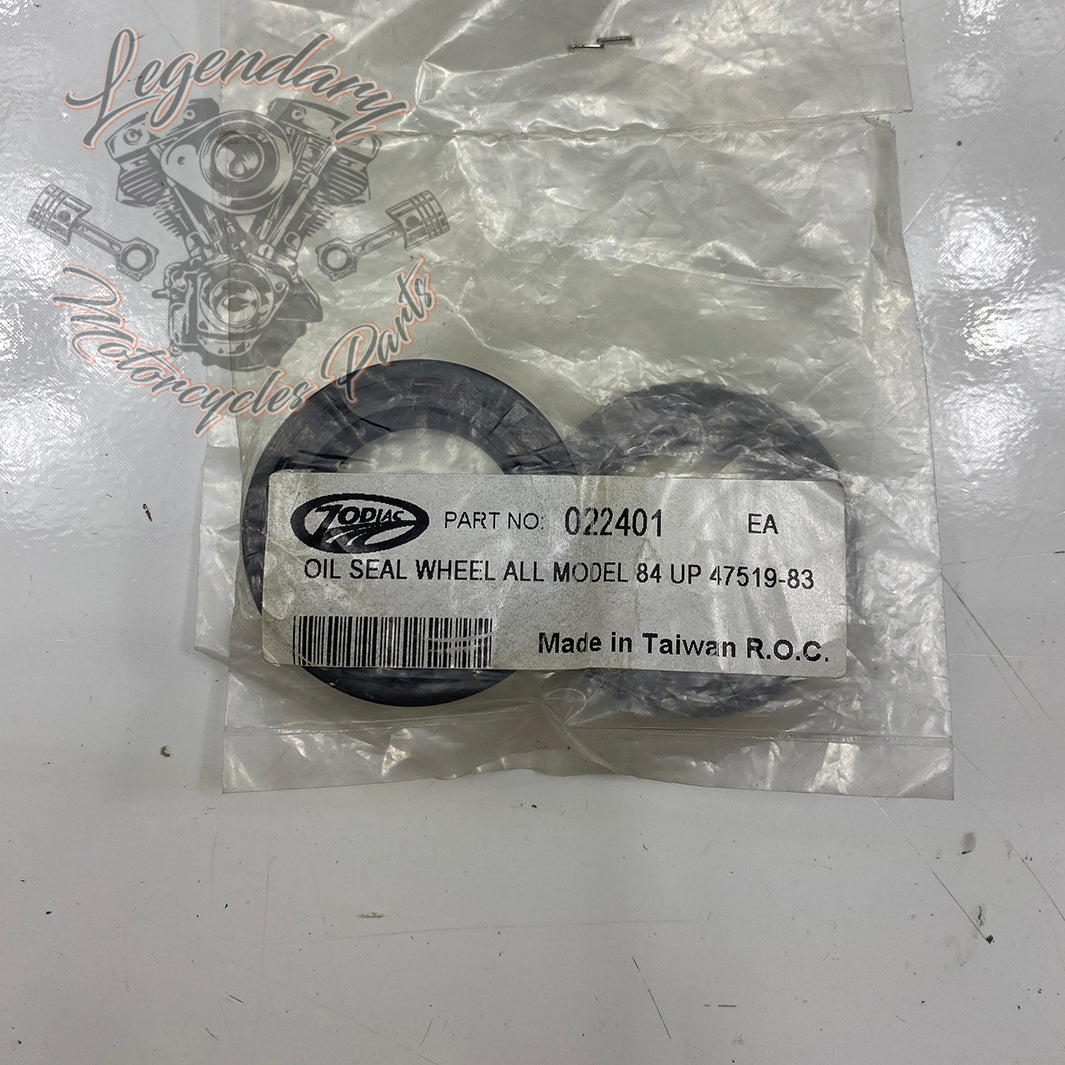 Legendary
Motorcycles Parts
ZODIAC PART NO: 022401 EA
OIL SEAL WHEEL ALL MODEL 84 UP 47519-83
Made in Taiwan R.O.C.